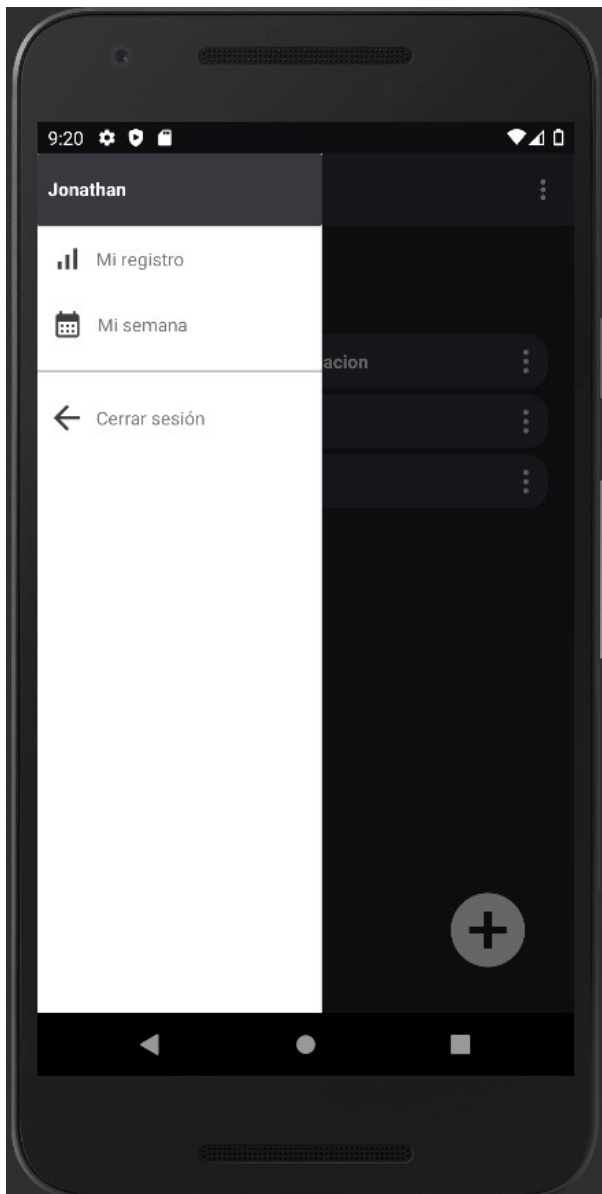 9:20
Jonathan
Mi registro
Mi semana
acion
Cerrar sesión